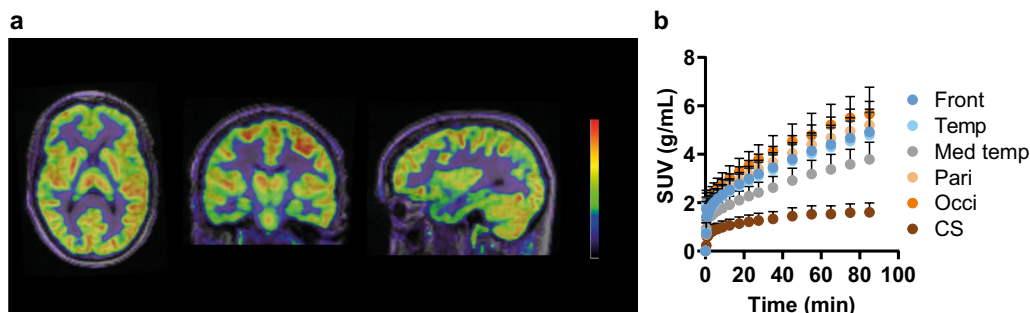 a
b
SUV (g/mL)
8
6
4
2
0
0 20 40 60 80 100
Time (min)
Front
Temp
Med temp
Pari
Occi
CS